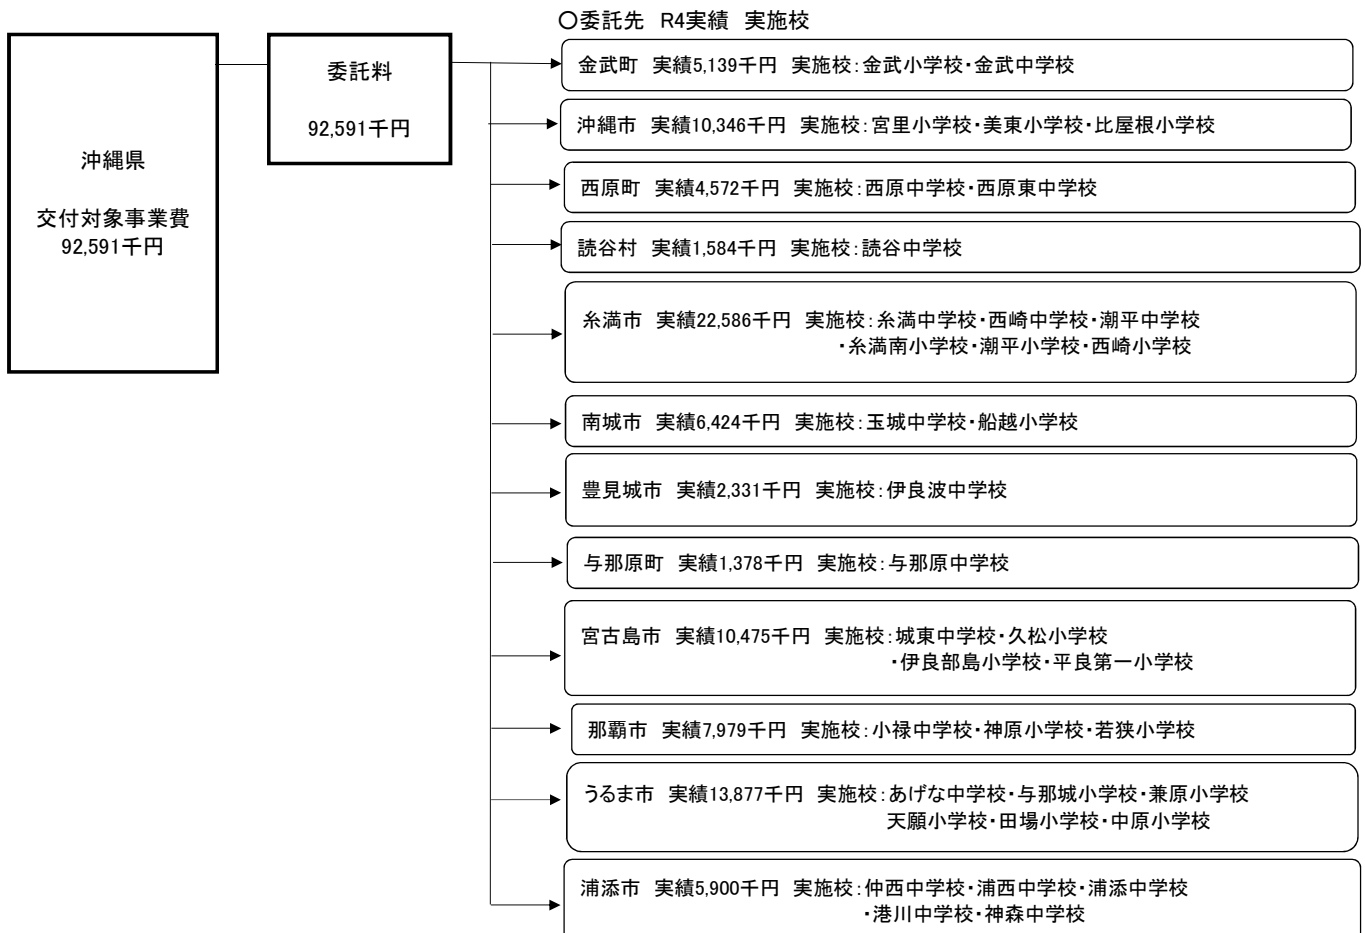 〇委託先　R4実績　実施校
沖縄県
交付対象事業費
92,591千円
委託料
92,591千円
金武町　実績5,139千円　実施校：金武小学校・金武中学校
沖縄市　実績10,346千円　実施校：宮里小学校・美東小学校・比屋根小学校
西原町　実績4,572千円　実施校：西原中学校・西原東中学校
読谷村　実績1,584千円　実施校：読谷中学校
糸満市　実績22,586千円　実施校：糸満中学校・西崎中学校・潮平中学校
・糸満南小学校・潮平小学校・西崎小学校
南城市　実績6,424千円　実施校：玉城中学校・船越小学校
豊見城市　実績2,331千円　実施校：伊良波中学校
与那原町　実績1,378千円　実施校：与那原中学校
宮古島市　実績10,475千円　実施校：城東中学校・久松小学校
・伊良部島小学校・平良第一小学校
那覇市　実績7,979千円　実施校：小禄中学校・神原小学校・若狭小学校
うるま市　実績13,877千円　実施校：あげな中学校・与那城小学校・兼原小学校
天願小学校・田場小学校・中原小学校
浦添市　実績5,900千円　実施校：仲西中学校・浦西中学校・浦添中学校
・港川中学校・神森中学校